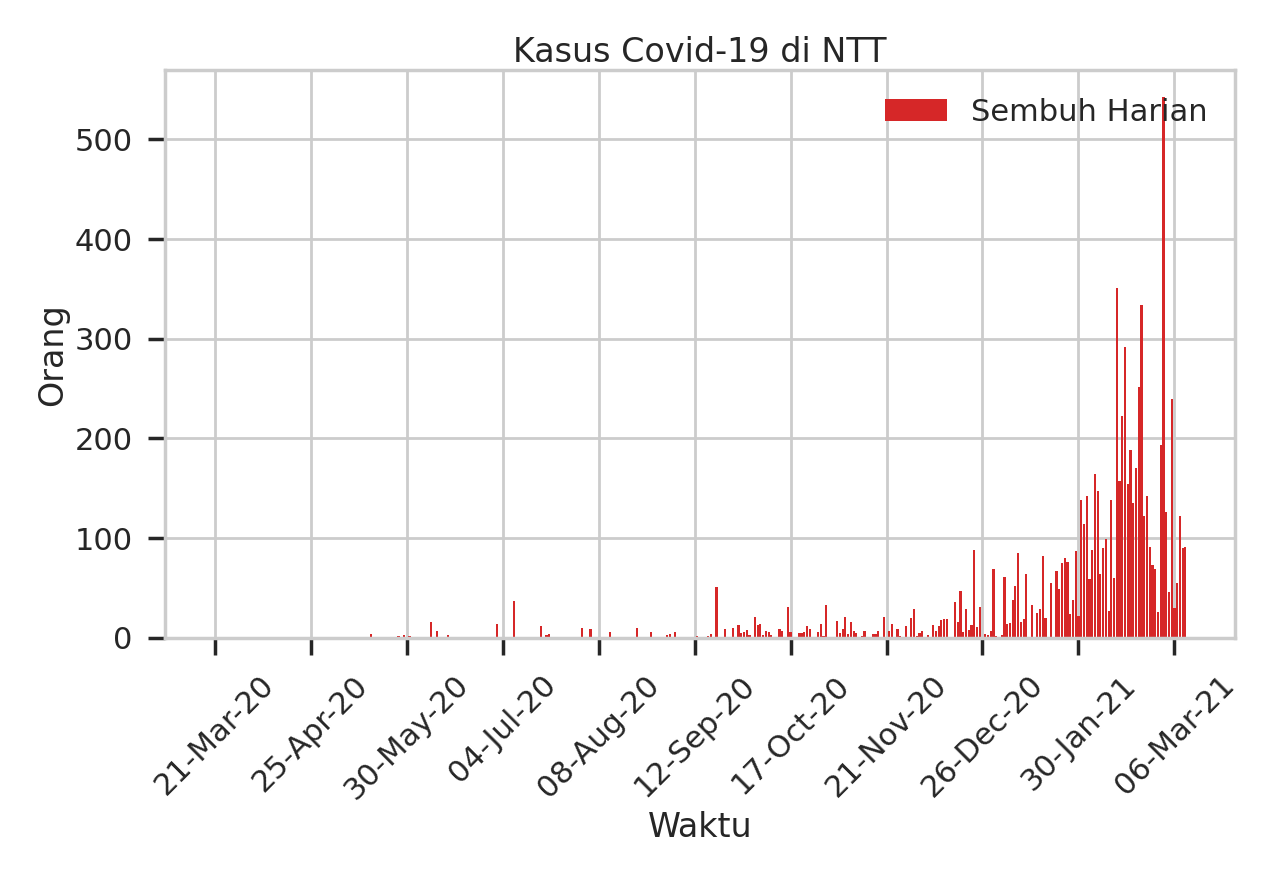 Kasus Covid-19 di NTT
Sembuh Harian
Orang
500
400
300
200
100
0
21-Mar-20
25-Apr-20
30-May-20
04-Jul-20
08-Aug-20
12-Sep-20
17-Oct-20
21-Nov-20
26-Dec-20
30-Jan-21
06-Mar-21
Waktu